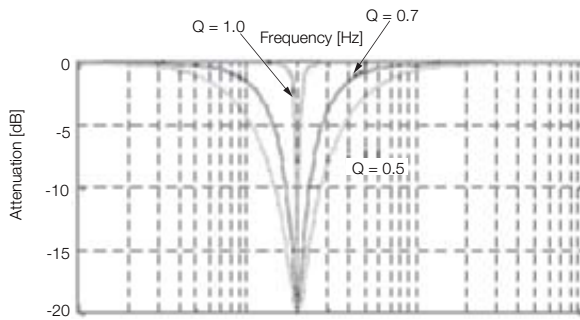 Q = 1.0
Q = 0.7
Frequency [Hz]
0
-5
-10
-15
-20
Attenuation [dB]
Q = 0.5